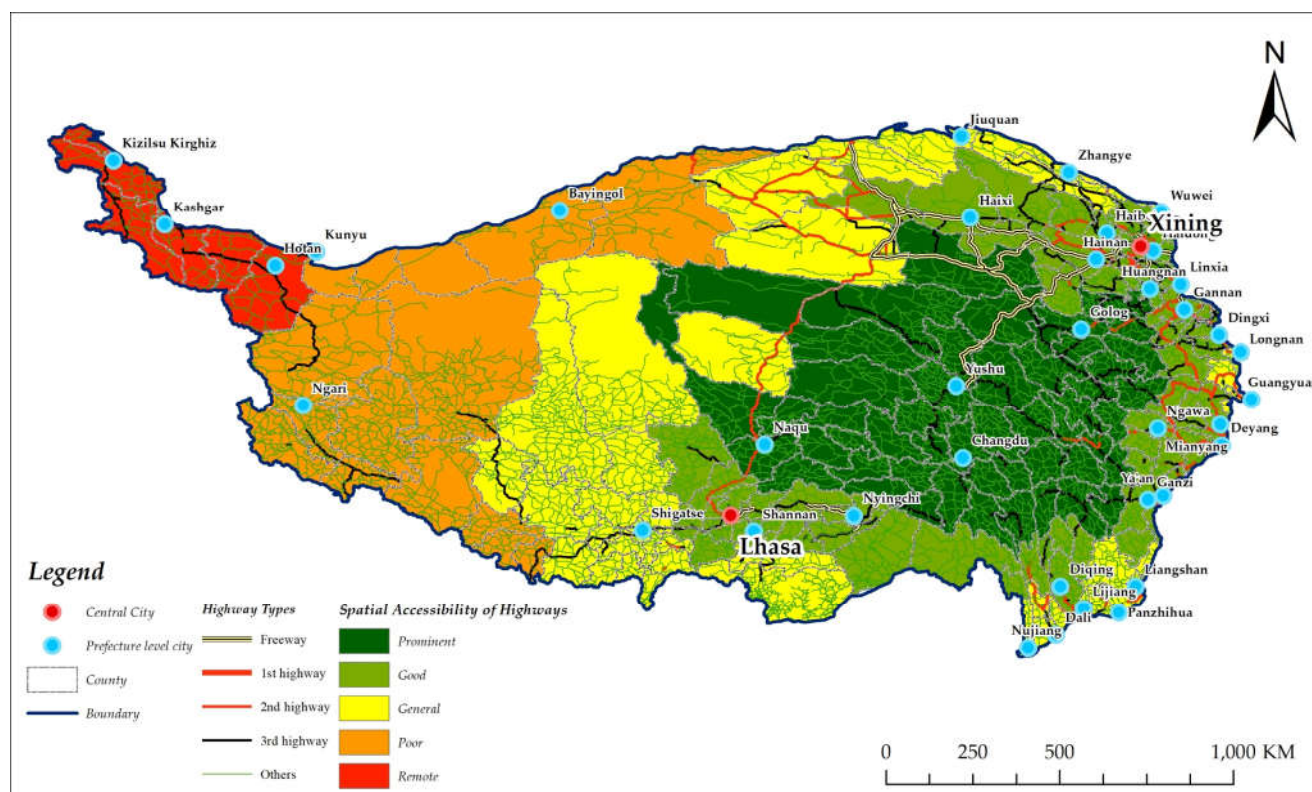 N
Jiuquan
Kizilsu Kirghiz
Zhangye
Bayingol
Wuwei
Kashgar
Haixi
Xining
Kunyu
Hotan
Hainan
Huangnan
Linxia
Gannan
Golog
Dingxi
Longnan
Yushu
Ngari
Guangyua
Ngawa
Naqu
Deyang
Changdu
Mianyang
Ya'an
Ganzi
Nyingchi
Shigatse
Shannan
Lhasa
Diqing
Liangshan
Lijiang
Dali
Panzhihua
Nujiang
Legend
Central City
Prefecture level city
County
Boundary
Highway Types
Freeway
1st highway
2nd highway
3rd highway
Others
Spatial Accessibility of Highways
Prominent
Good
General
Poor
Remote
0 250 500 1,000 KM